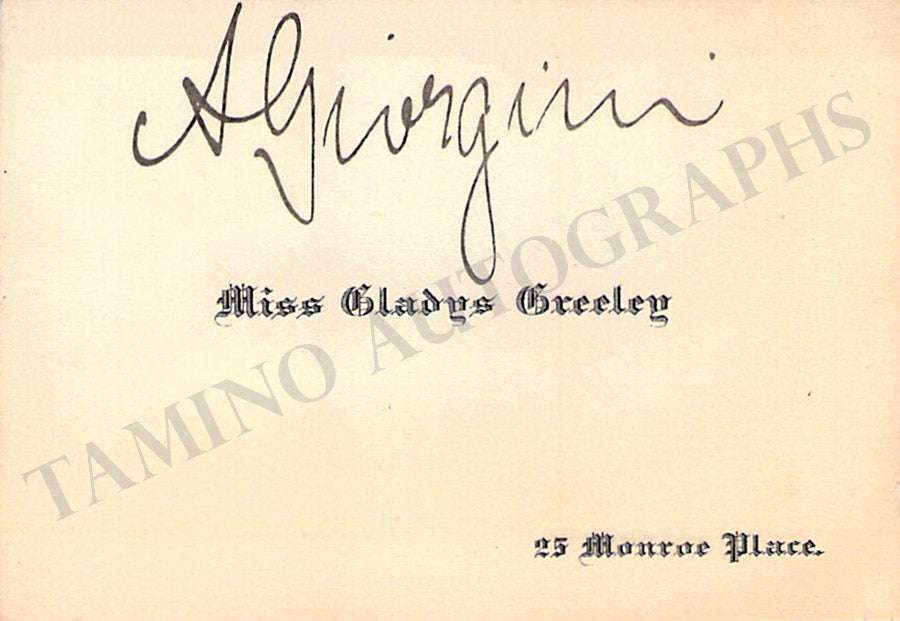 AGiorgini
Miss Gladys Greeley
TAMINO AUTOGRAPHS
25 Monroe Place.